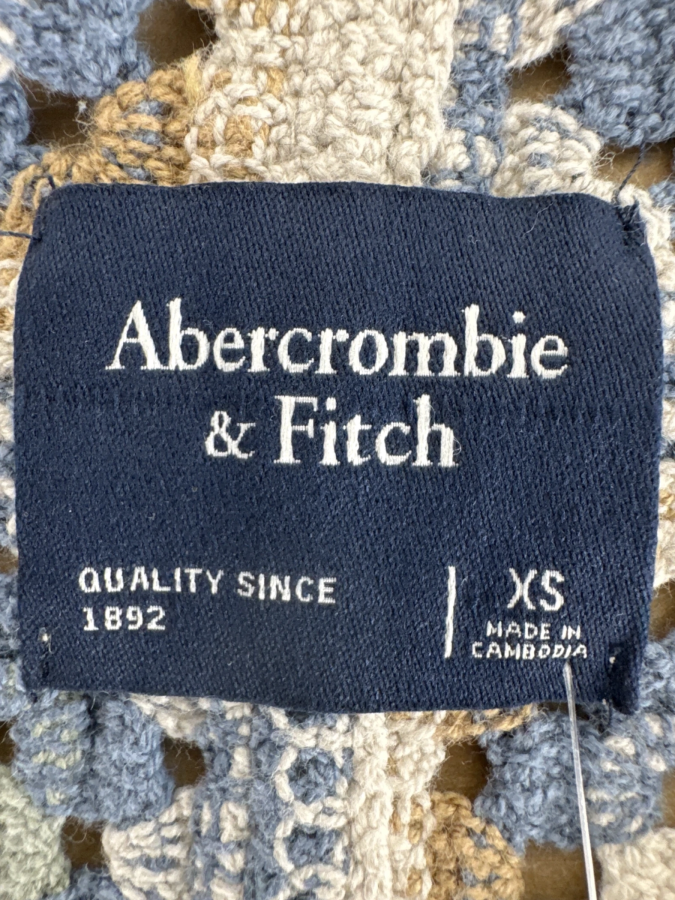 Abercrombie
& Fitch
QUALITY SINCE
1892
XS
MADE IN
CAMBODIA